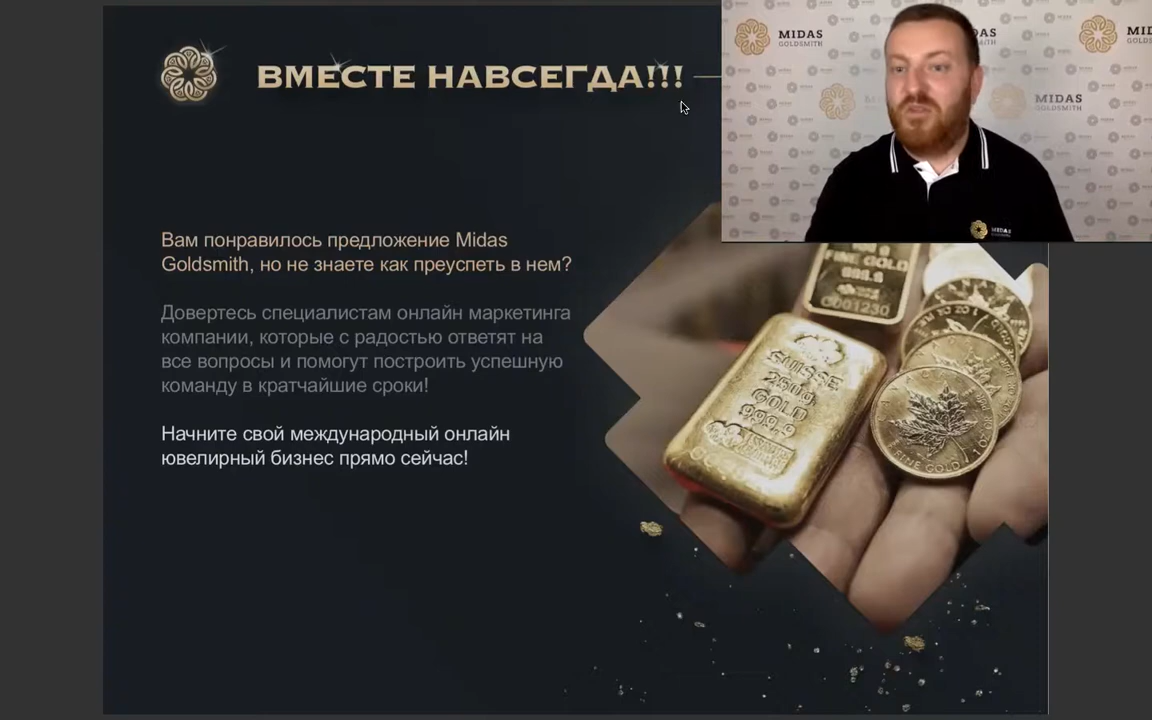 ВМЕСТЕ НАВСЕГДА!!!
MIDAS
GOLDSMITH
MIDAS
GOLDSMITH
Вам понравилось предложение Midas
Goldsmith, но не знаете как преуспеть в нем?
Довертесь специалистам онлайн маркетинга
компании, которые с радостью ответят на
все вопросы и помогут построить успешную
команду в кратчайшие сроки!
Начните свой международный онлайн
ювелирный бизнес прямо сейчас!
MIDAS
FINE GOLD
999.9
SUISSE
250g
GOLD
999,9
FINE GOLD